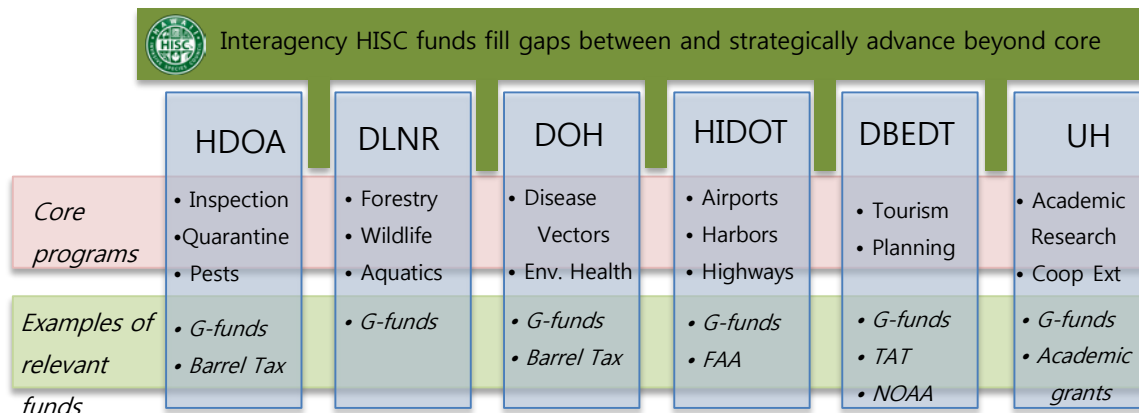 HAWAII
HISC
Interagency HISC funds fill gaps between and strategically advance beyond core
HDOA
DLNR
DOH
HIDOT
DBEDT
UH
Core
programs
• Inspection
•Quarantine
• Pests
• Forestry
• Wildlife
• Aquatics
• Disease
Vectors
• Env. Health
• Airports
• Harbors
• Highways
• Tourism
• Planning
• Academic
Research
• Coop Ext
Examples of
relevant
funds
• G-funds
• Barrel Tax
• G-funds
• G-funds
• Barrel Tax
• G-funds
• FAA
• G-funds
• TAT
• NOAA
• G-funds
• Academic
grants